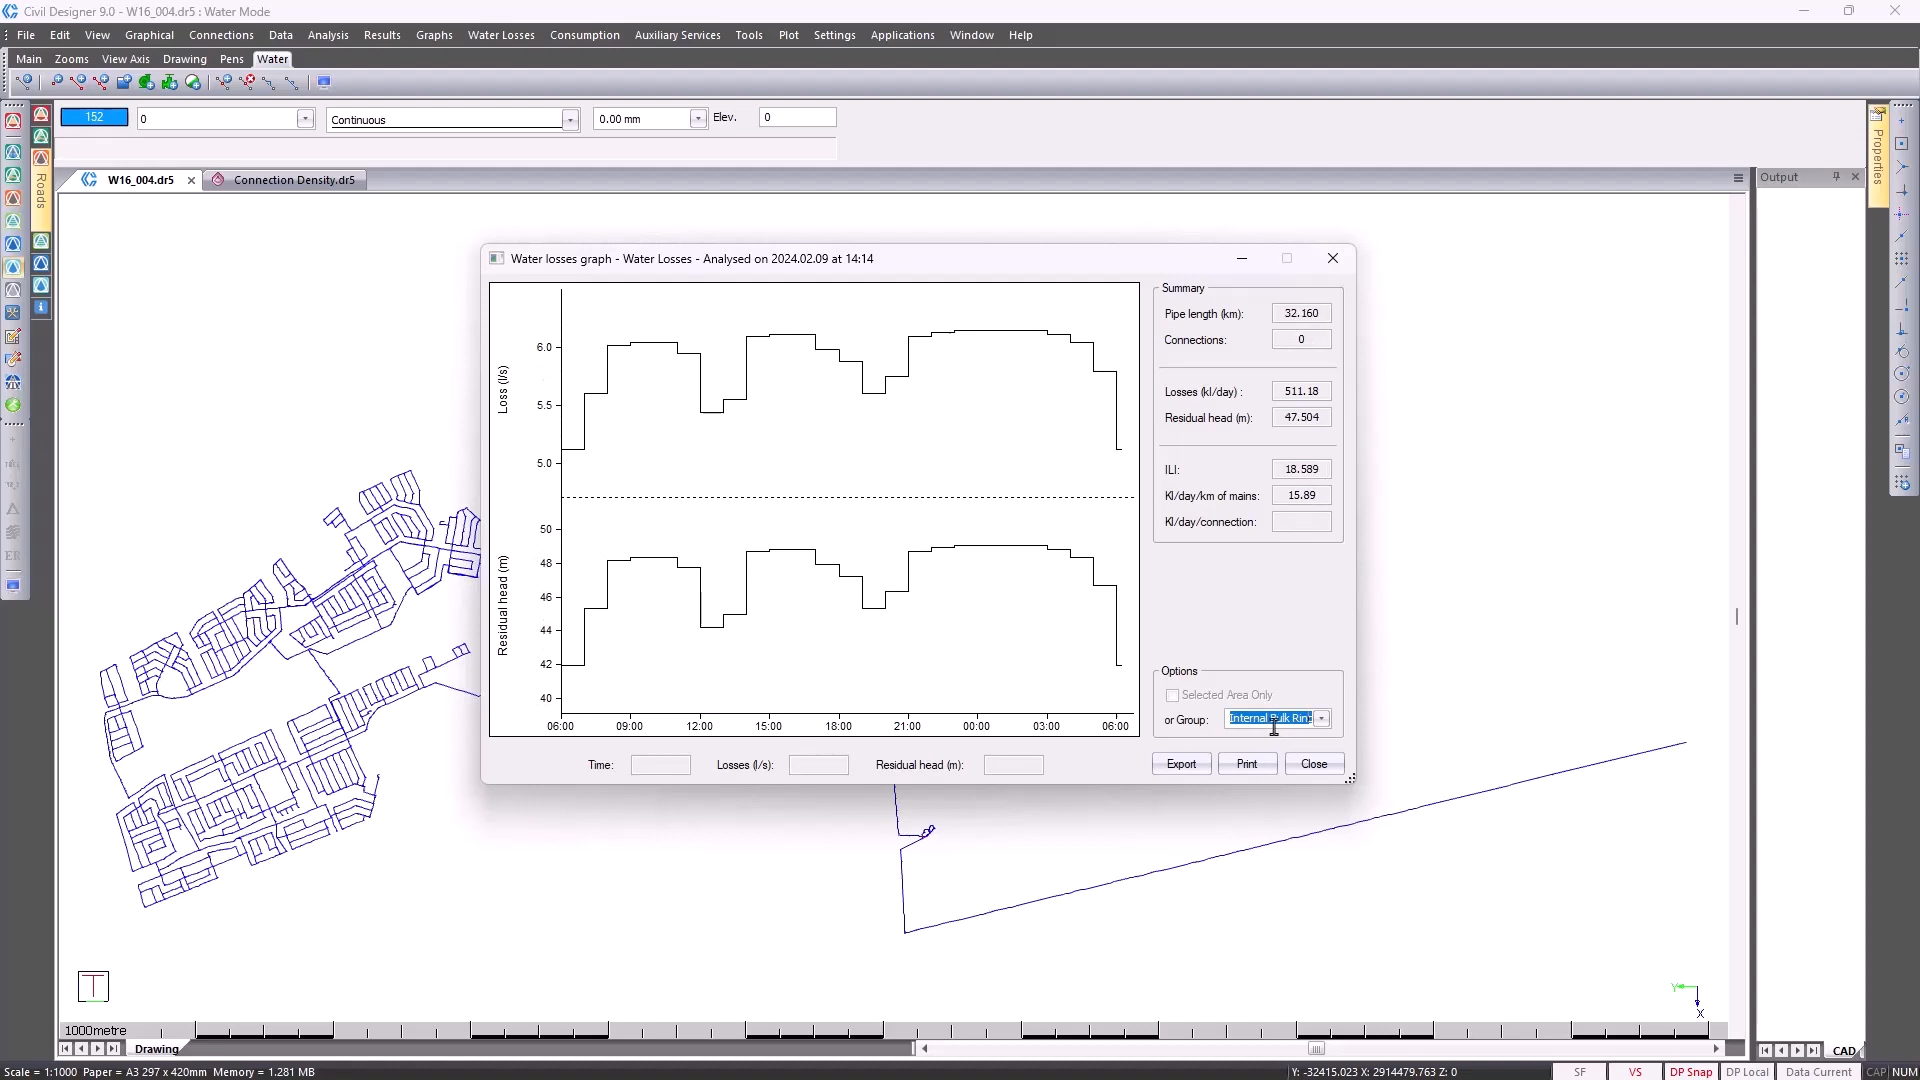 Civil Designer 9.0 - W16_004.dr5 : Water Mode
File Edit View Graphical Connections Data Analysis Results Graphs Water Losses Consumption Auxiliary Services Tools Plot Settings Applications Window Help
Main Zooms View Axis Drawing Pens Water
152 0 Continuous 0.00 mm Elev. 0
Roads
W16_004.dr5 Connection Density.dr5
Output
Properties
Water losses graph - Water Losses - Analysed on 2024.02.09 at 14:14
Loss (l/s)
6.0
5.5
5.0
Residual head (m)
50
48
46
44
42
40
06:00 09:00 12:00 15:00 18:00 21:00 00:00 03:00 06:00
Time: Losses (l/s): Residual head (m):
Summary
Pipe length (km): 32.160
Connections: 0
Losses (kl/day) : 511.18
Residual head (m): 47.504
ILI: 18.589
Kl/day/km of mains: 15.89
Kl/day/connection:
Options
Selected Area Only
or Group: Internal Bulk Rin
Export Print Close
ER
T
Y
X
1000metre
Drawing
CAD
Scale = 1:1000 Paper = A3 297 x 420mm Memory = 1.281 MB
Y: -32415.023 X: 2914479.763 Z: 0
SF VS DP Snap DP Local Data Current CAP NUM